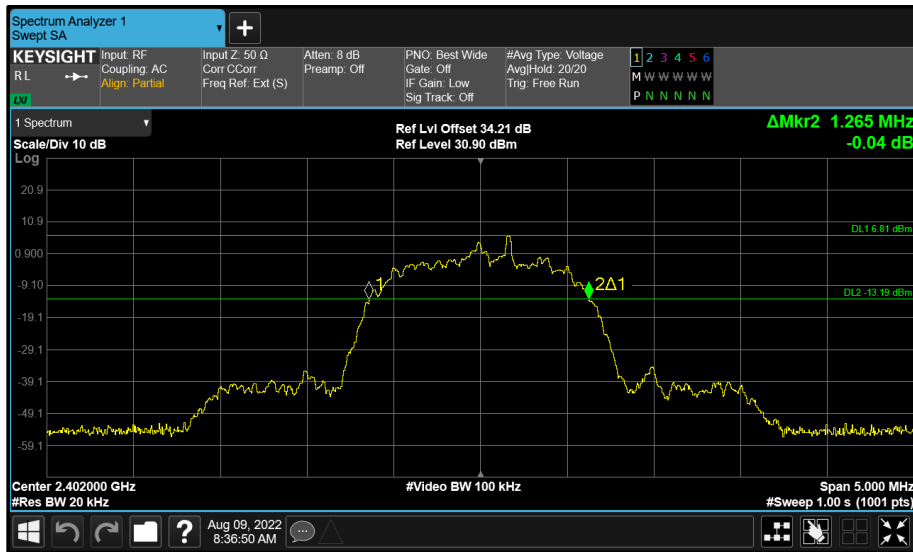 Spectrum Analyzer 1
Swept SA
+
KEYSIGHT
RL
LXI
Input: RF
Coupling: AC
Align: Partial
Input Z: 50 Ω
Corr CCorr
Freq Ref: Ext (S)
Atten: 8 dB
Preamp: Off
PNO: Best Wide
Gate: Off
IF Gain: Low
Sig Track: Off
#Avg Type: Voltage
Avg|Hold: 20/20
Trig: Free Run
1 2 3 4 5 6
M W W W W W
P N N N N N
1 Spectrum
Scale/Div 10 dB
Ref Lvl Offset 34.21 dB
Ref Level 30.90 dBm
ΔMkr2 1.265 MHz
-0.04 dB
Log
20.9
10.9
DL1 6.81 dBm
0.900
-9.10
1
2Δ1
DL2 -13.19 dBm
-19.1
-29.1
-39.1
-49.1
-59.1
Center 2.402000 GHz
#Video BW 100 kHz
Span 5.000 MHz
#Res BW 20 kHz
#Sweep 1.00 s (1001 pts)
?
Aug 09, 2022
8:36:50 AM